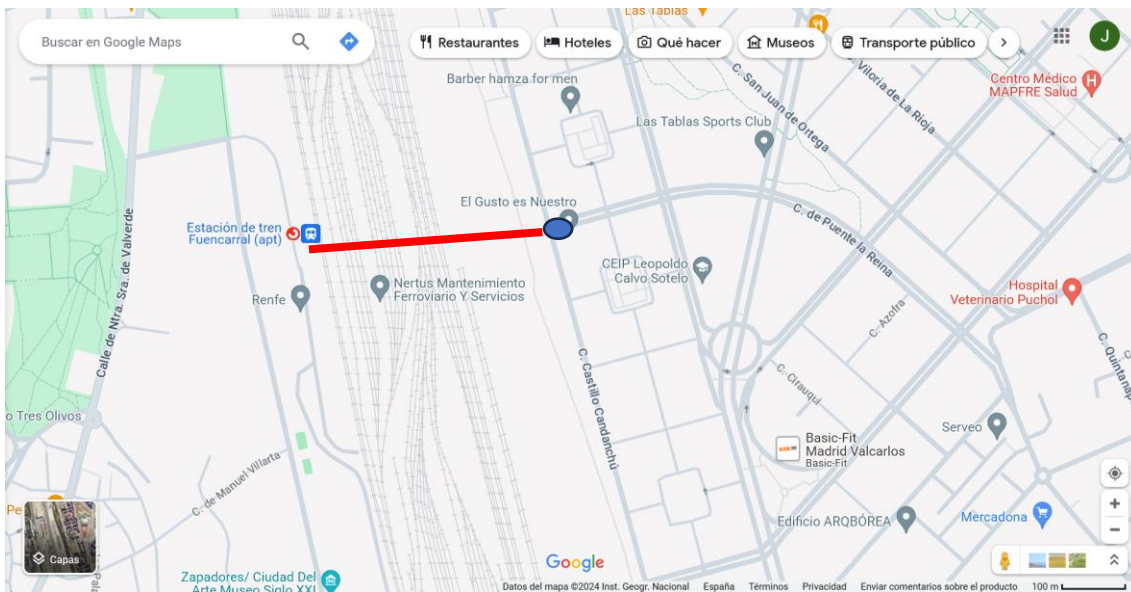 Las Tablas
Buscar en Google Maps
Restaurantes
Hoteles
Qué hacer
Museos
Transporte público
J
Barber hamza for men
C. San Juan de Ortega
C. Viloria de La Rioja
Centro Médico
MAPFRE Salud
Las Tablas Sports Club
Calle de Ntra. Sra. de Valverde
El Gusto es Nuestro
Estación de tren
Fuencarral (apt)
C. de Puente la Reina
CEIP Leopoldo
Calvo Sotelo
Nertus Mantenimiento
Ferroviario Y Servicios
Renfe
Hospital
Veterinario Puchol
C. Azofra
C. Castillo Candanchú
C. Cirauqui
C. Quintanap
o Tres Olivos
Serveo
Basic-Fit
Madrid Valcarlos
Basic-Fit
C. de Manuel Villarta
Pe
Capas
Edificio ARQBÓREA
Mercadona
Google
Zapadores/ Ciudad Del
Arte Museo Siglo XXI
Datos del mapa ©2024 Inst. Geogr. Nacional España Términos Privacidad Enviar comentarios sobre el producto 100 m